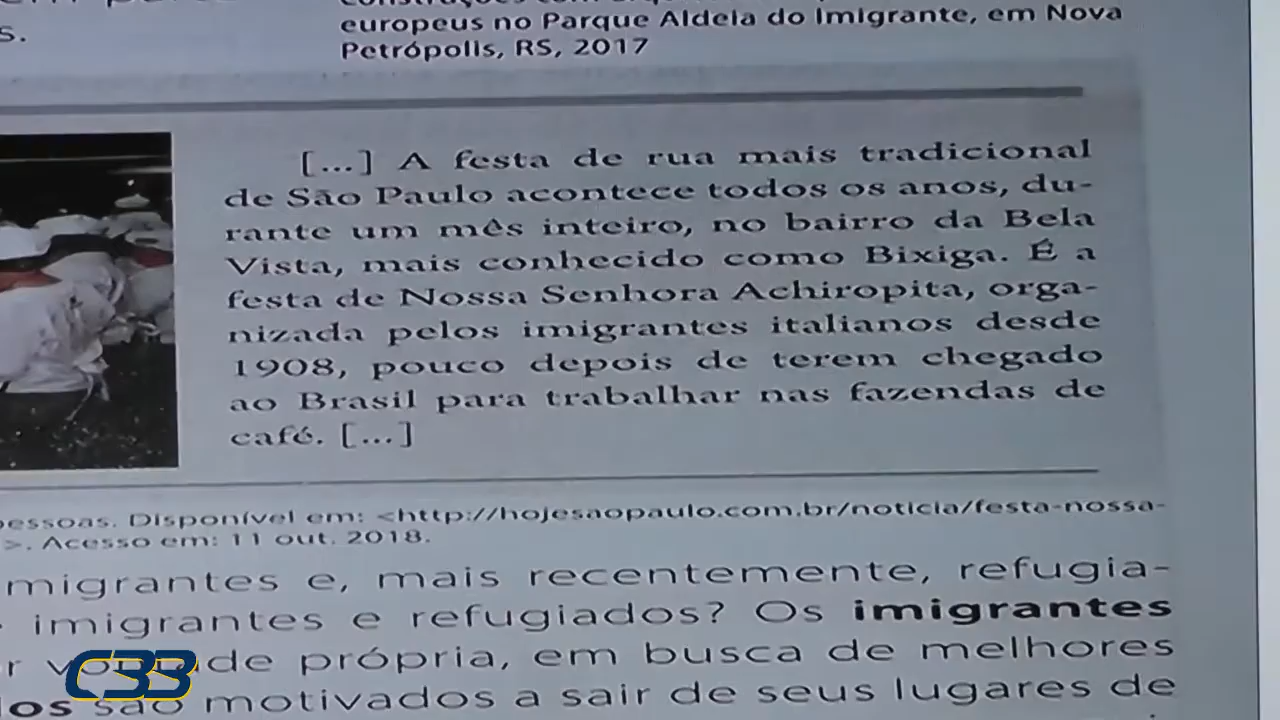 europeus no Parque Aldeia do Imigrante, em Nova
s.
Petrópolis, RS, 2017
[...] A festa de rua mais tradicional
de São Paulo acontece todos os anos, du-
rante um mês inteiro, no bairro da Bela
Vista, mais conhecido como Bixiga. É a
festa de Nossa Senhora Achiropita, orga-
nizada pelos imigrantes italianos desde
1908, pouco depois de terem chegado
ao Brasil para trabalhar nas fazendas de
café. [...]
pessoas. Disponível em: <http://hojesaopaulo.com.br/noticia/festa-nossa-
>. Acesso em: 11 out. 2018.
migrantes e, mais recentemente, refugia-
imigrantes e refugiados? Os imigrantes
r vontade própria, em busca de melhores
los são motivados a sair de seus lugares de
C33